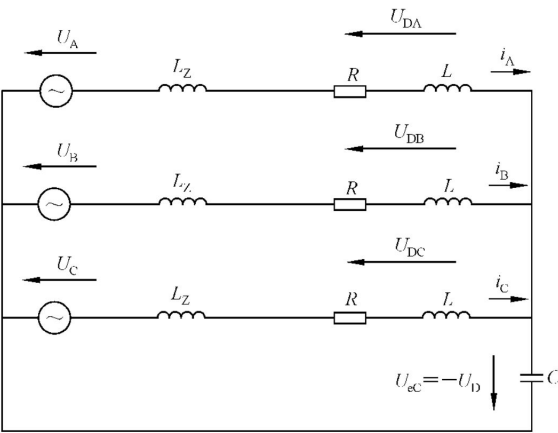 U_DA
U_A
i_A
L_Z
R
L
U_DB
U_B
i_B
L_Z
R
L
U_DC
U_C
i_C
L_Z
R
L
U_eC=−U_D
C